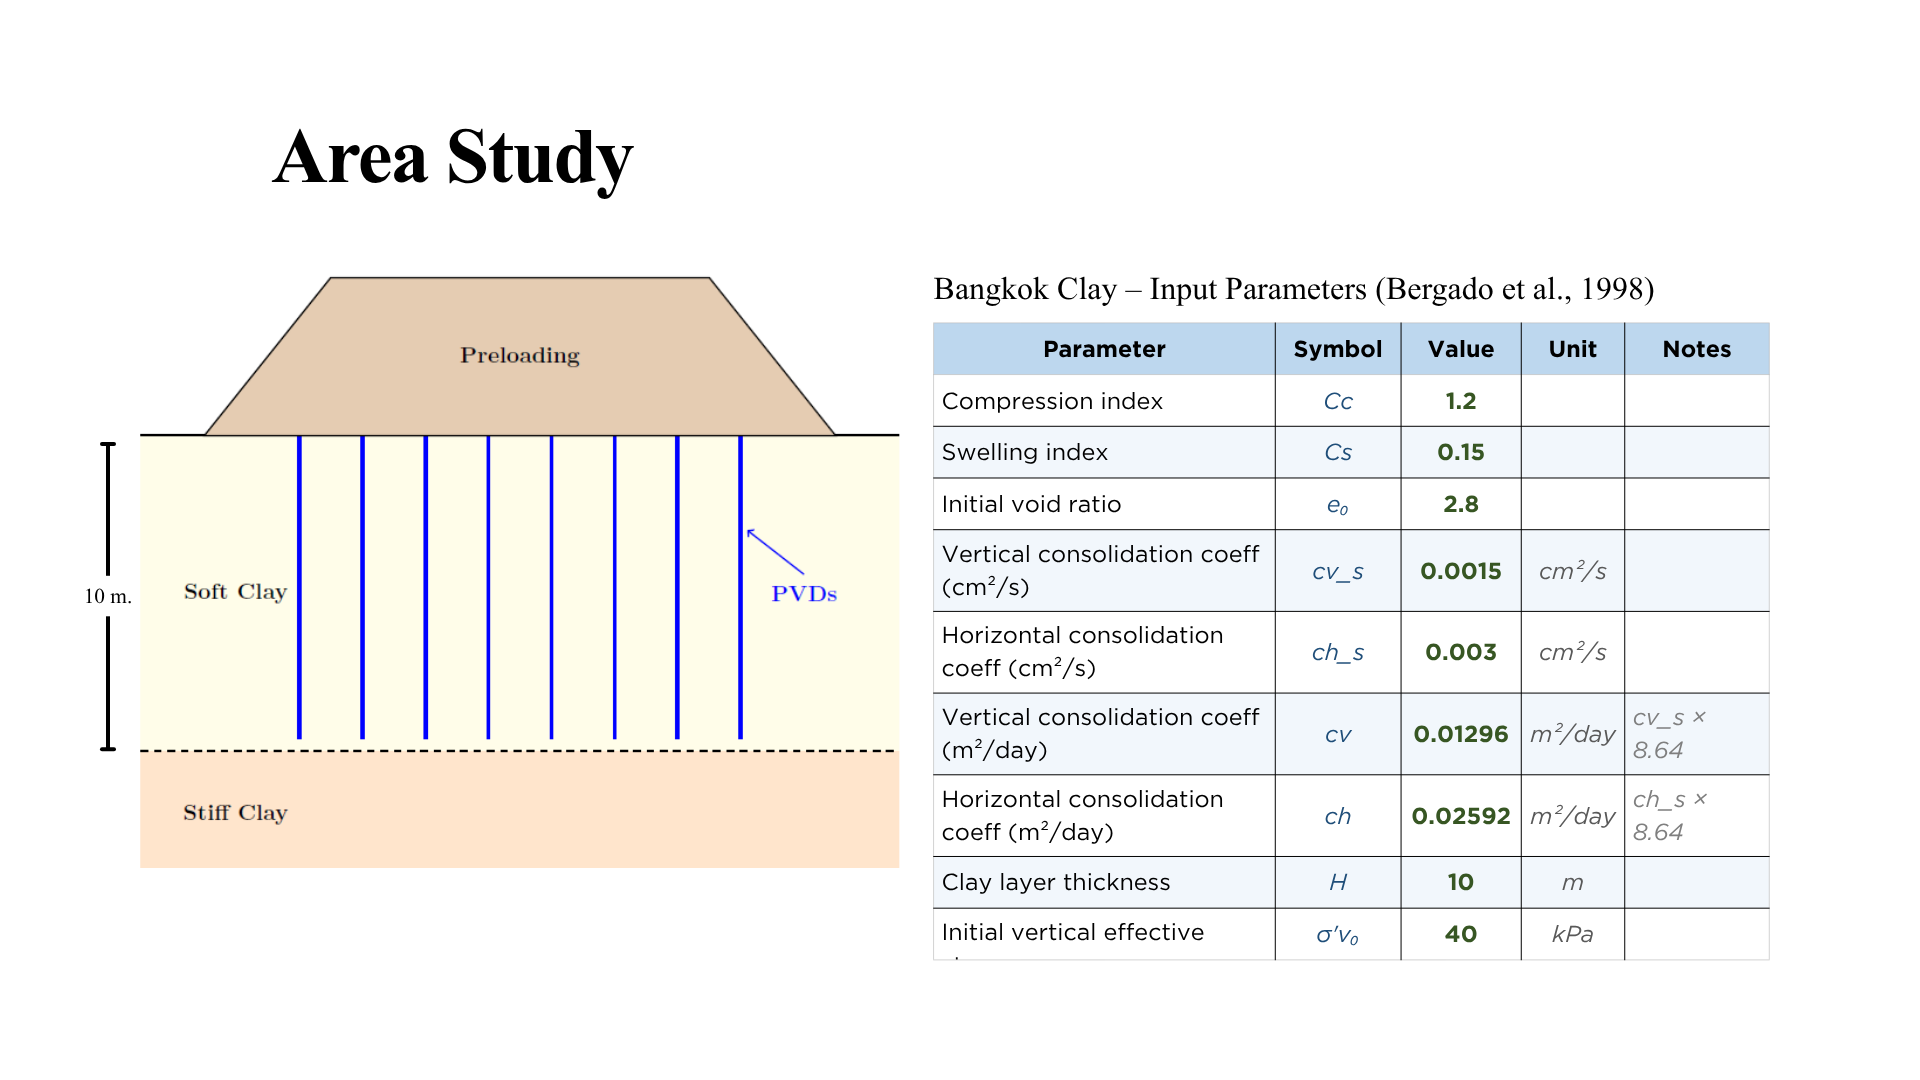 Area Study
Preloading
10 m.
Soft Clay
PVDs
Stiff Clay
Bangkok Clay – Input Parameters (Bergado et al., 1998)
Parameter Symbol Value Unit Notes
Compression index Cc 1.2
Swelling index Cs 0.15
Initial void ratio e₀ 2.8
Vertical consolidation coeff
(cm²/s) cv_s 0.0015 cm²/s
Horizontal consolidation
coeff (cm²/s) ch_s 0.003 cm²/s
Vertical consolidation coeff
(m²/day) cv 0.01296 m²/day cv_s ×
8.64
Horizontal consolidation
coeff (m²/day) ch 0.02592 m²/day ch_s ×
8.64
Clay layer thickness H 10 m
Initial vertical effective σ'v₀ 40 kPa